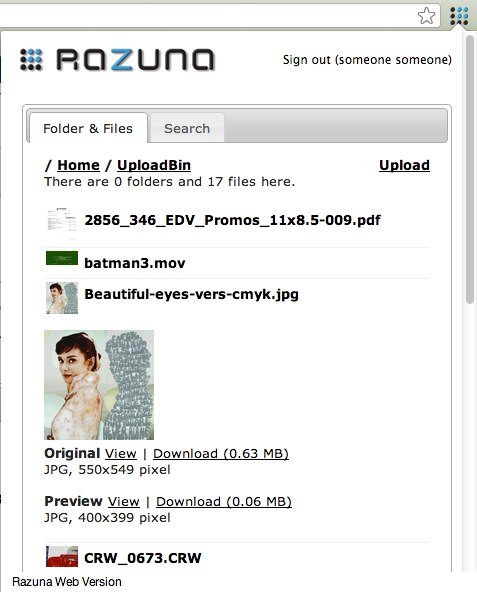 RAZUNA
Sign out (someone someone)
Folder & Files
Search
/ Home / UploadBin
Upload
There are 0 folders and 17 files here.
2856_346_EDV_Promos_11x8.5-009.pdf
batman3.mov
Beautiful-eyes-vers-cmyk.jpg
Original View | Download (0.63 MB)
JPG, 550x549 pixel
Preview View | Download (0.06 MB)
JPG, 400x399 pixel
CRW_0673.CRW
Razuna Web Version